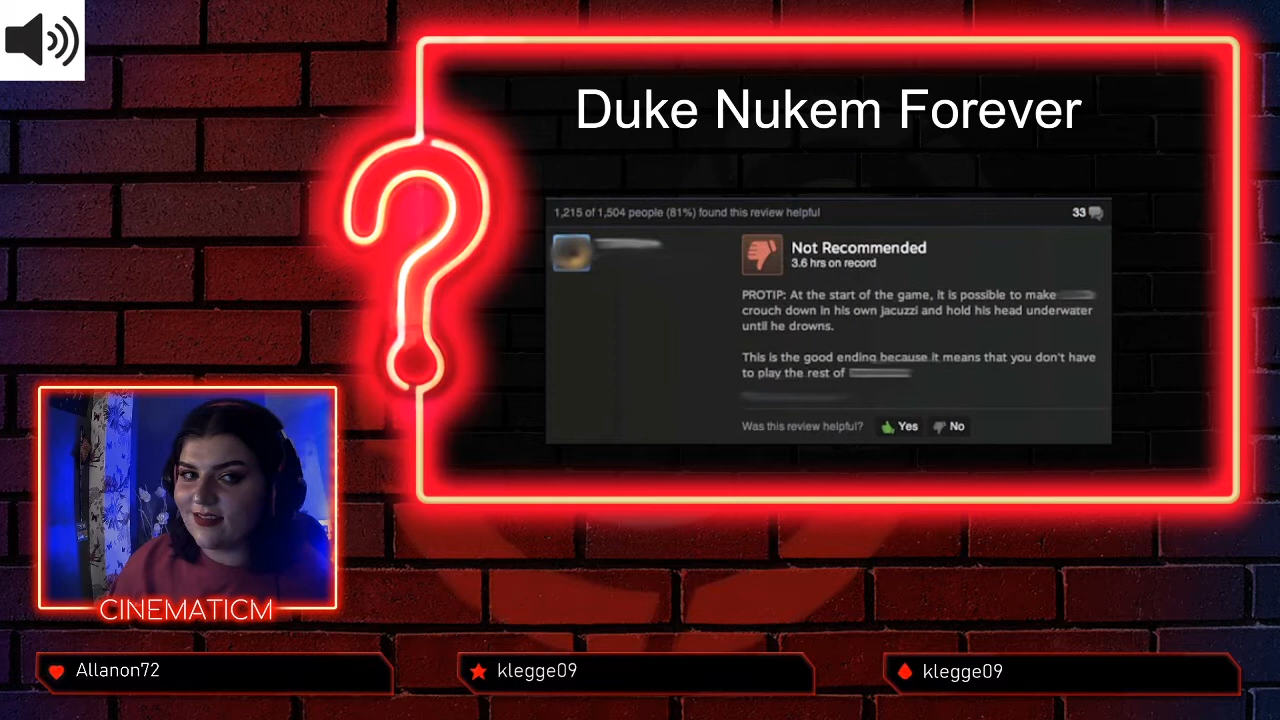 Duke Nukem Forever
1,215 of 1,504 people (81%) found this review helpful
33
Not Recommended
3.6 hrs on record
PROTIP: At the start of the game, it is possible to make
crouch down in his own jacuzzi and hold his head underwater
until he drowns.
This is the good ending because it means that you don't have
to play the rest of
Was this review helpful?
Yes
No
CINEMATICM
Allanon72
klegge09
klegge09